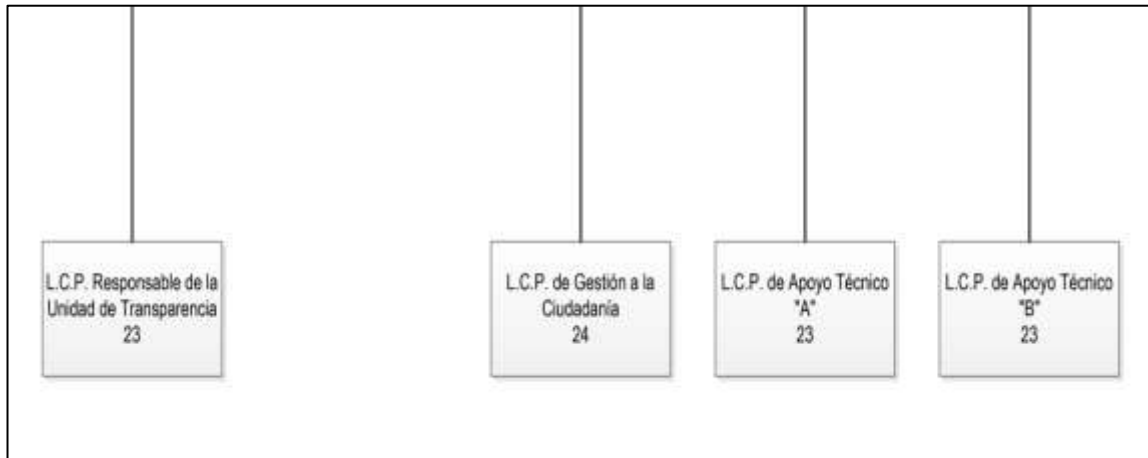 L.C.P. Responsable de la
Unidad de Transparencia
23
L.C.P. de Gestión a la
Ciudadanía
24
L.C.P. de Apoyo Técnico
"A"
23
L.C.P. de Apoyo Técnico
"B"
23